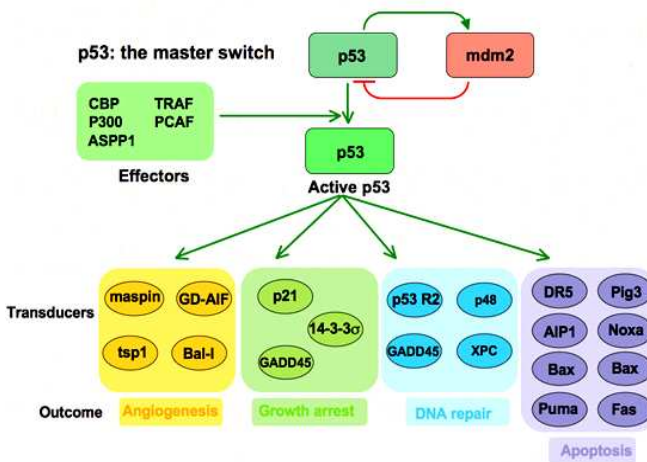 p53: the master switch
p53
mdm2
CBP TRAF
P300 PCAF
ASPP1
Effectors
p53
Active p53
Transducers
maspin GD-AIF
tsp1 Bal-I
p21
14-3-3σ
GADD45
p53 R2 p48
GADD45 XPC
DR5 Pig3
AIP1 Noxa
Bax Bax
Puma Fas
Outcome Angiogenesis Growth arrest DNA repair
Apoptosis